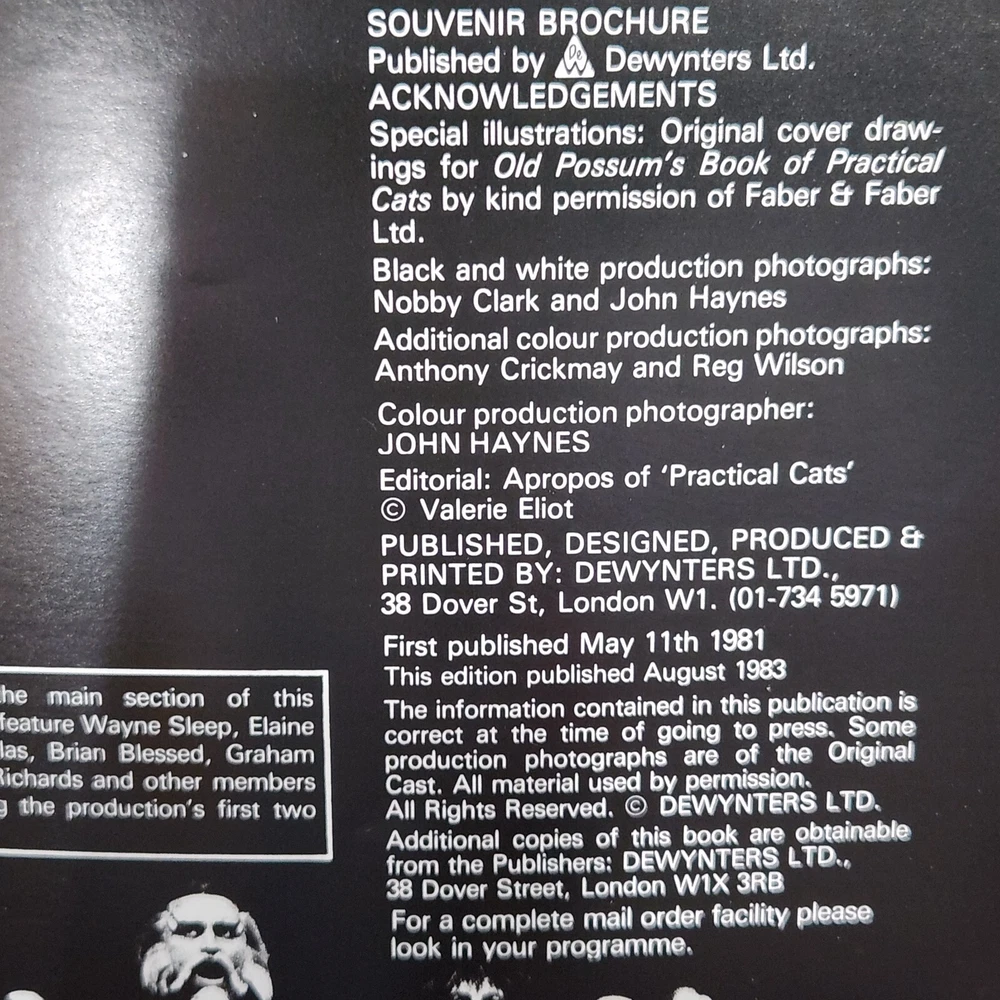 SOUVENIR BROCHURE
Published by DeW Dewynters Ltd.
ACKNOWLEDGEMENTS
Special illustrations: Original cover draw-
ings for Old Possum's Book of Practical
Cats by kind permission of Faber & Faber
Ltd.
Black and white production photographs:
Nobby Clark and John Haynes
Additional colour production photographs:
Anthony Crickmay and Reg Wilson
Colour production photographer:
JOHN HAYNES
Editorial: Apropos of 'Practical Cats'
© Valerie Eliot
PUBLISHED, DESIGNED, PRODUCED &
PRINTED BY: DEWYNTERS LTD.,
38 Dover St, London W1. (01-734 5971)
First published May 11th 1981
This edition published August 1983
The information contained in this publication is
correct at the time of going to press. Some
production photographs are of the Original
Cast. All material used by permission.
All Rights Reserved. © DEWYNTERS LTD.
Additional copies of this book are obtainable
from the Publishers: DEWYNTERS LTD.,
38 Dover Street, London W1X 3RB
For a complete mail order facility please
look in your programme.
he main section of this
feature Wayne Sleep, Elaine
las, Brian Blessed, Graham
Richards and other members
g the production's first two